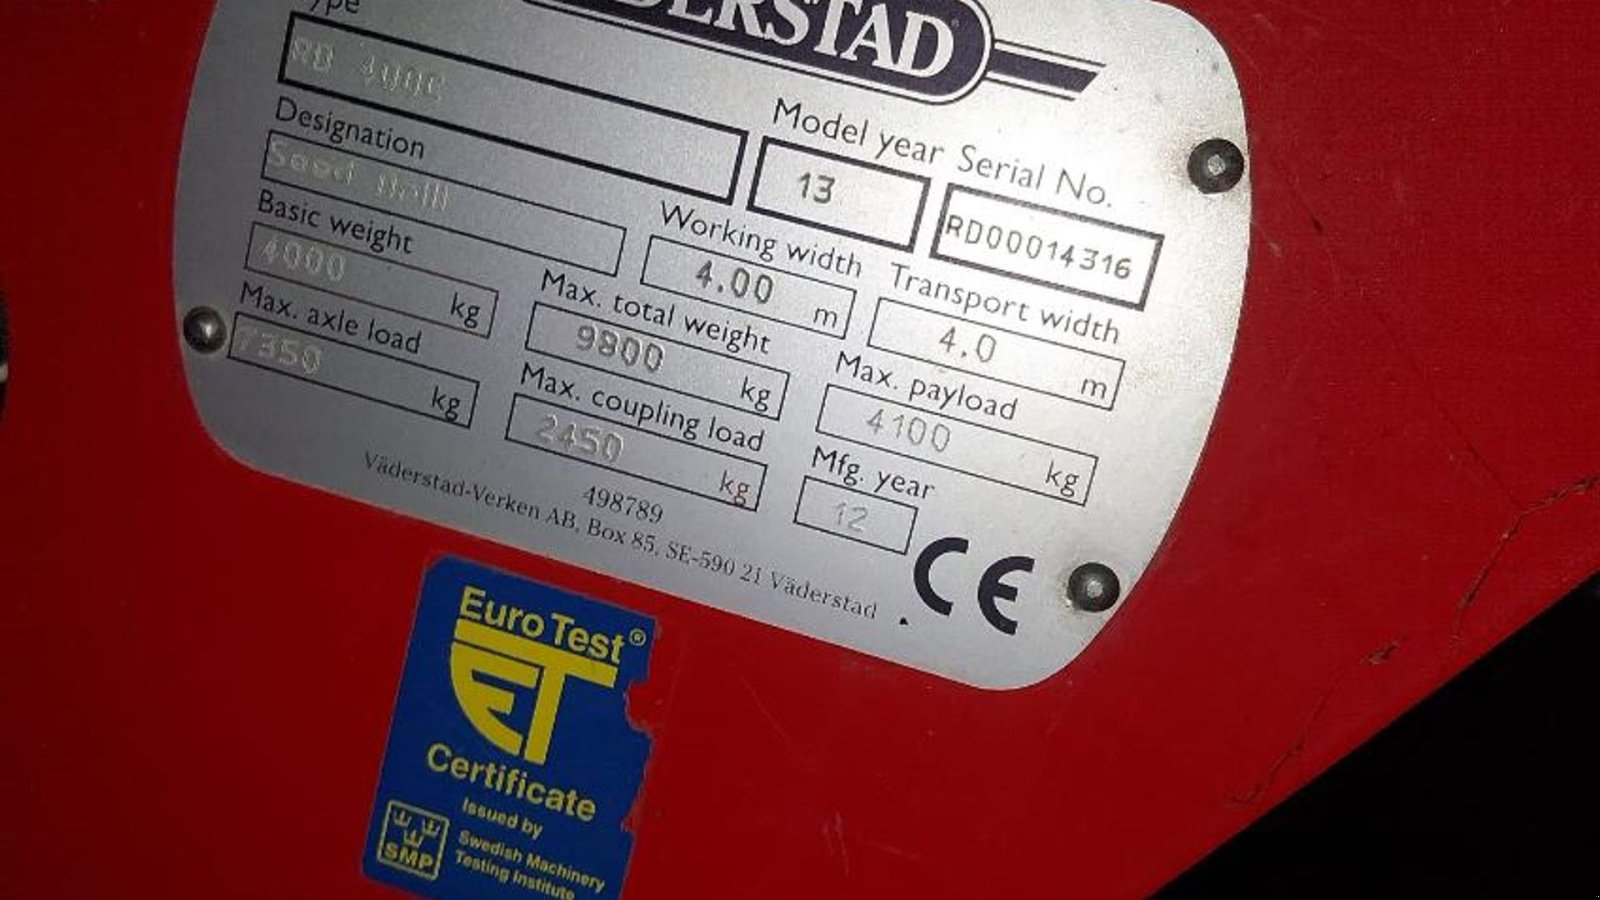 DERSTAD
Type
RD 400S
Designation
Seed Drill
Model year
13
Serial No.
RD00014316
Basic weight
4000 kg
Working width
4.00 m
Transport width
4.0 m
Max. axle load
7350 kg
Max. total weight
9800 kg
Max. payload
4100 kg
Max. coupling load
2450 kg
Mfg. year
12
498789
Väderstad-Verken AB, Box 85, SE-590 21 Väderstad
CE
Euro Test®
ET
Certificate
Issued by
SMP
Swedish Machinery
Testing Institute